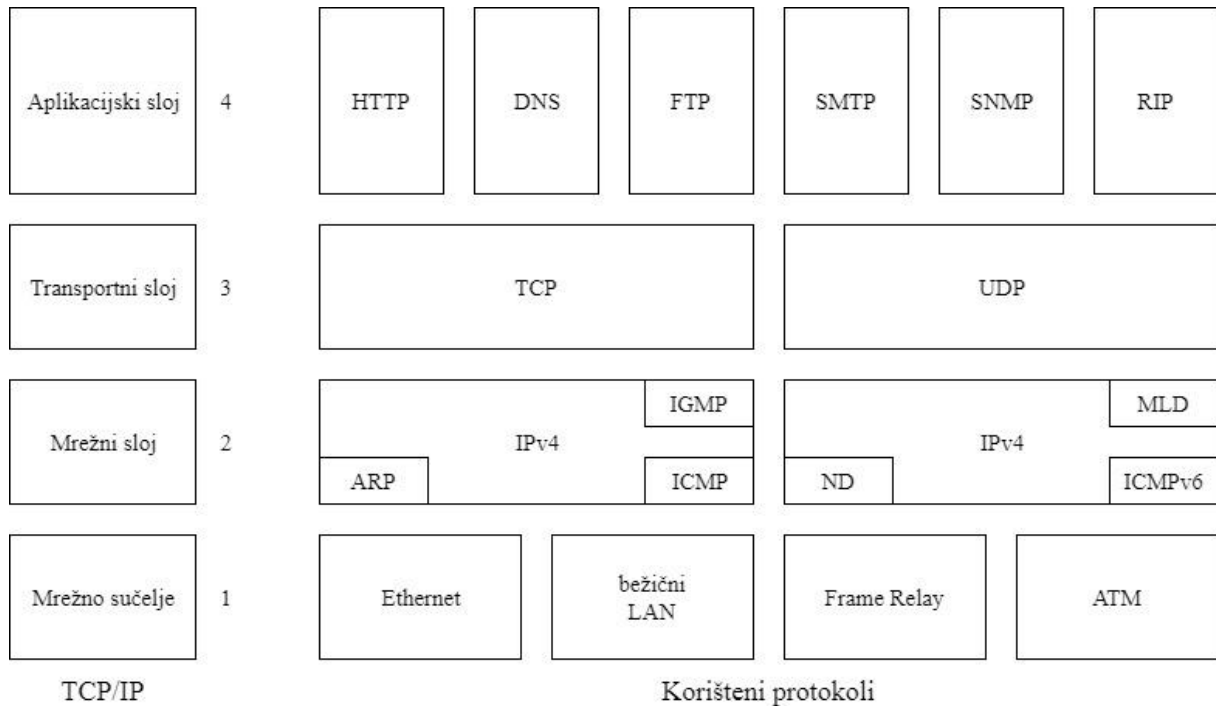 Aplikacijski sloj 4 HTTP DNS FTP SMTP SNMP RIP
Transportni sloj 3 TCP UDP
IGMP MLD
Mrežni sloj 2 IPv4 IPv4
ARP ICMP ND ICMPv6
Mrežno sučelje 1 Ethernet bežični Frame Relay ATM
LAN
TCP/IP Korišteni protokoli